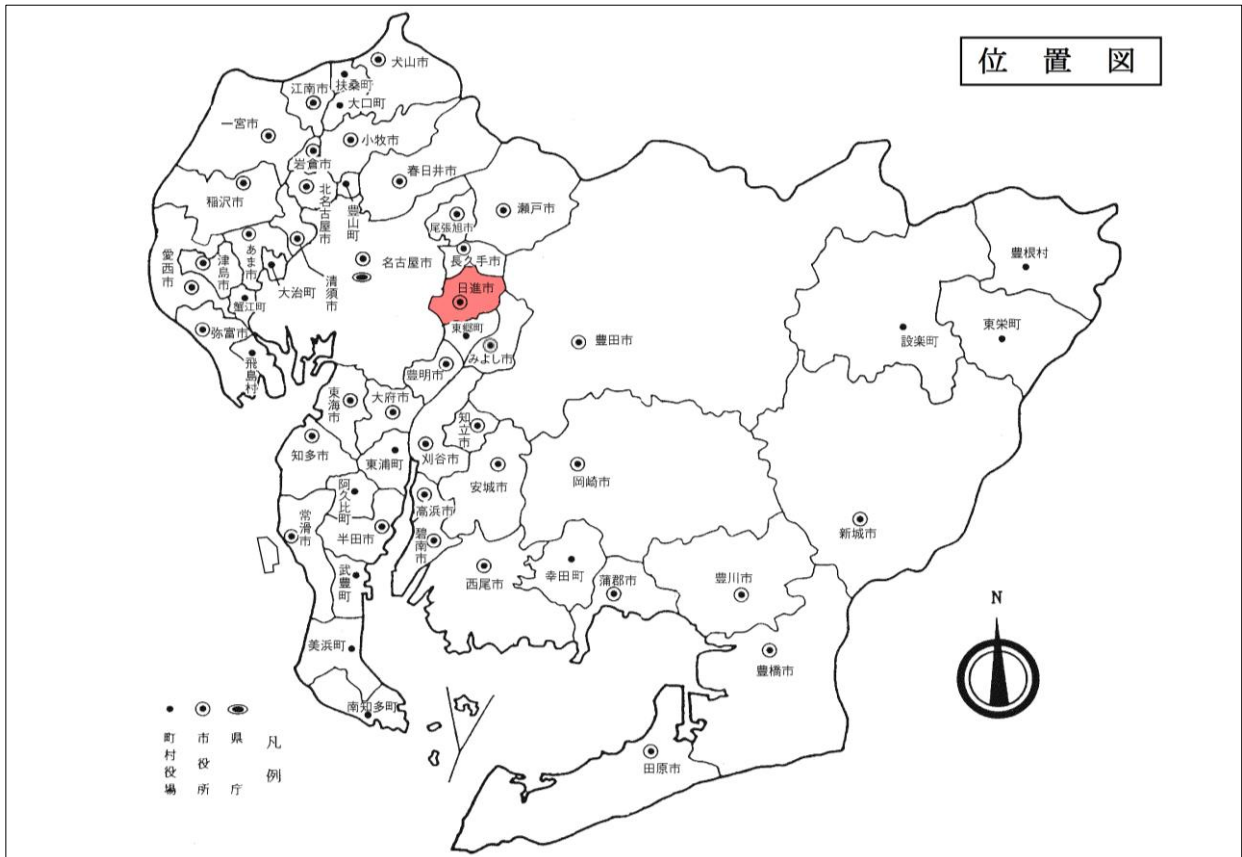 位置図
犬山市
扶桑町
江南市
大口町
一宮市
小牧市
岩倉市
春日井市
稲沢市
北名古屋市
豊山町
瀬戸市
尾張旭市
愛西市
津島市
あま市
大治町
清須市
名古屋市
長久手市
日進市
蟹江町
弥富市
飛島村
東郷町
みよし市
豊明市
豊田市
豊根村
東栄町
設楽町
東海市
大府市
知立市
知多市
東浦町
刈谷市
安城市
岡崎市
阿久比町
高浜市
常滑市
半田市
碧南市
新城市
武豊町
西尾市
幸田町
蒲郡市
豊川市
美浜町
豊橋市
南知多町
田原市
N
凡例
県庁
市役所
町村役場